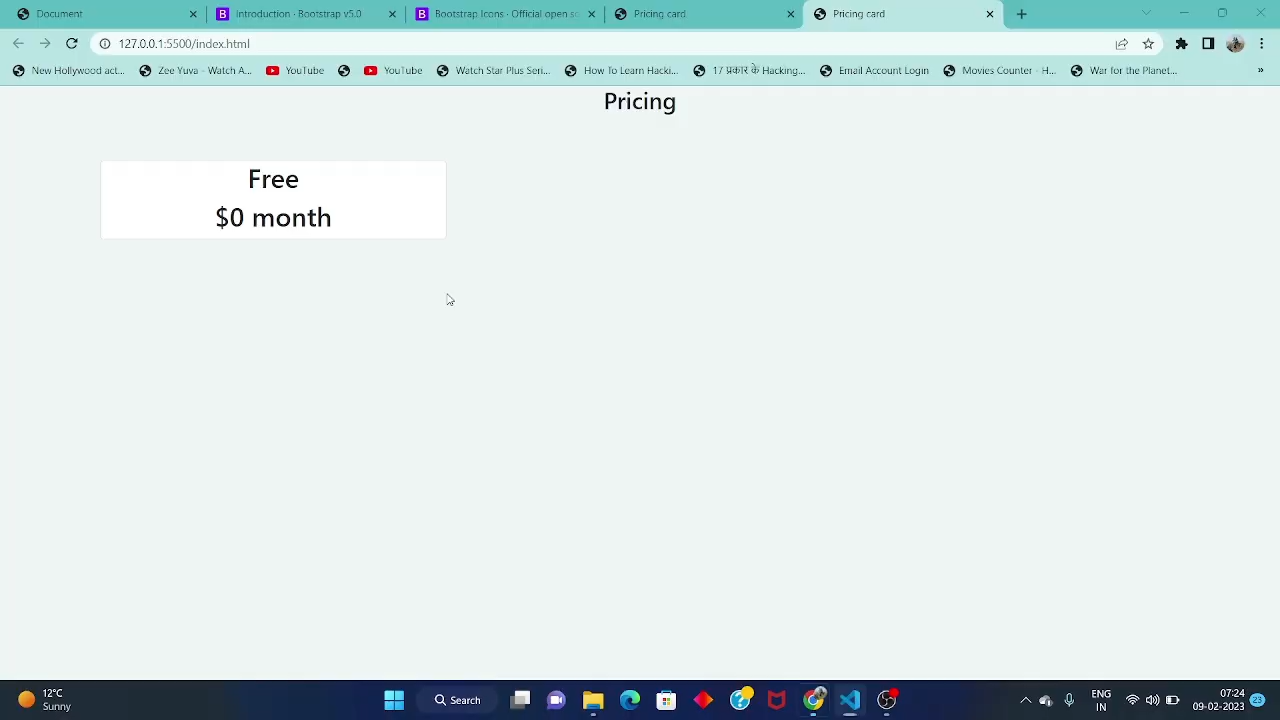 Document
Introduction · Bootstrap v5.0
Bootstrap Icons · Official open sc
Pricing card
Pricing card
127.0.0.1:5500/index.html
New Hollywood act...
Zee Yuva - Watch A...
YouTube
YouTube
Watch Star Plus Seri...
How To Learn Hacki...
17 प्रकार के Hacking...
Email Account Login
Movies Counter - H...
War for the Planet...
»
Pricing
Free
$0 month
12°C
Sunny
Search
ENG
IN
07:24
09-02-2023
23